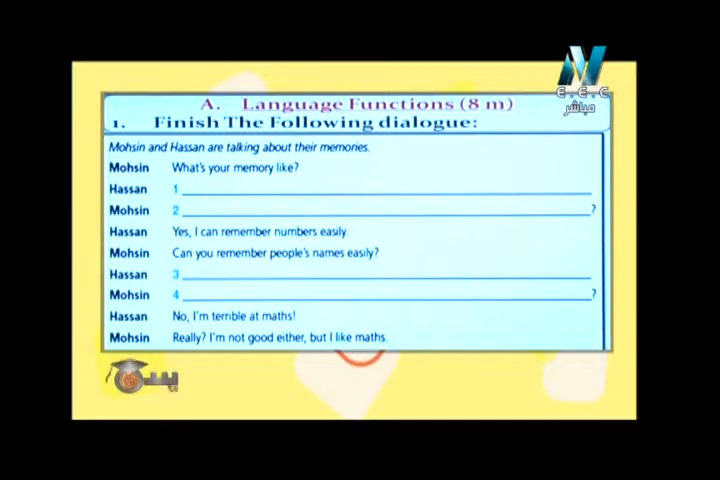 E.E.C
مباشر
A. Language Functions (8 m)
1. Finish The Following dialogue:
Mohsin and Hassan are talking about their memories.
Mohsin What's your memory like?
Hassan 1
Mohsin 2 ?
Hassan Yes, I can remember numbers easily.
Mohsin Can you remember people's names easily?
Hassan 3
Mohsin 4 ?
Hassan No, I'm terrible at maths!
Mohsin Really? I'm not good either, but I like maths.